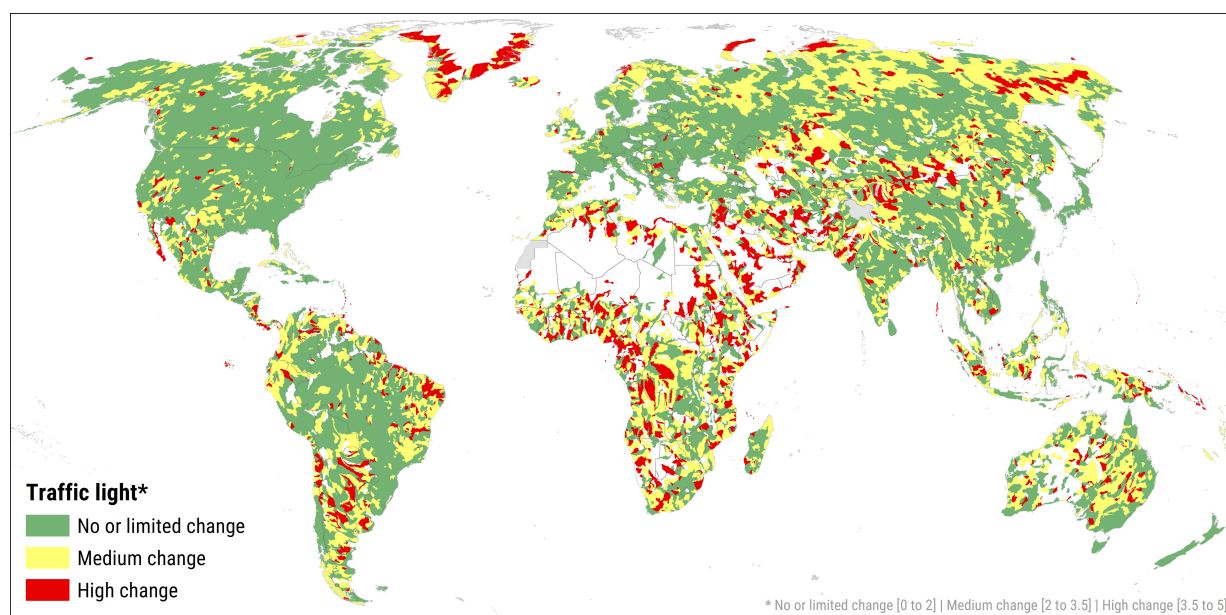 Traffic light*
No or limited change
Medium change
High change
* No or limited change [0 to 2] | Medium change [2 to 3.5] | High change [3.5 to 5]